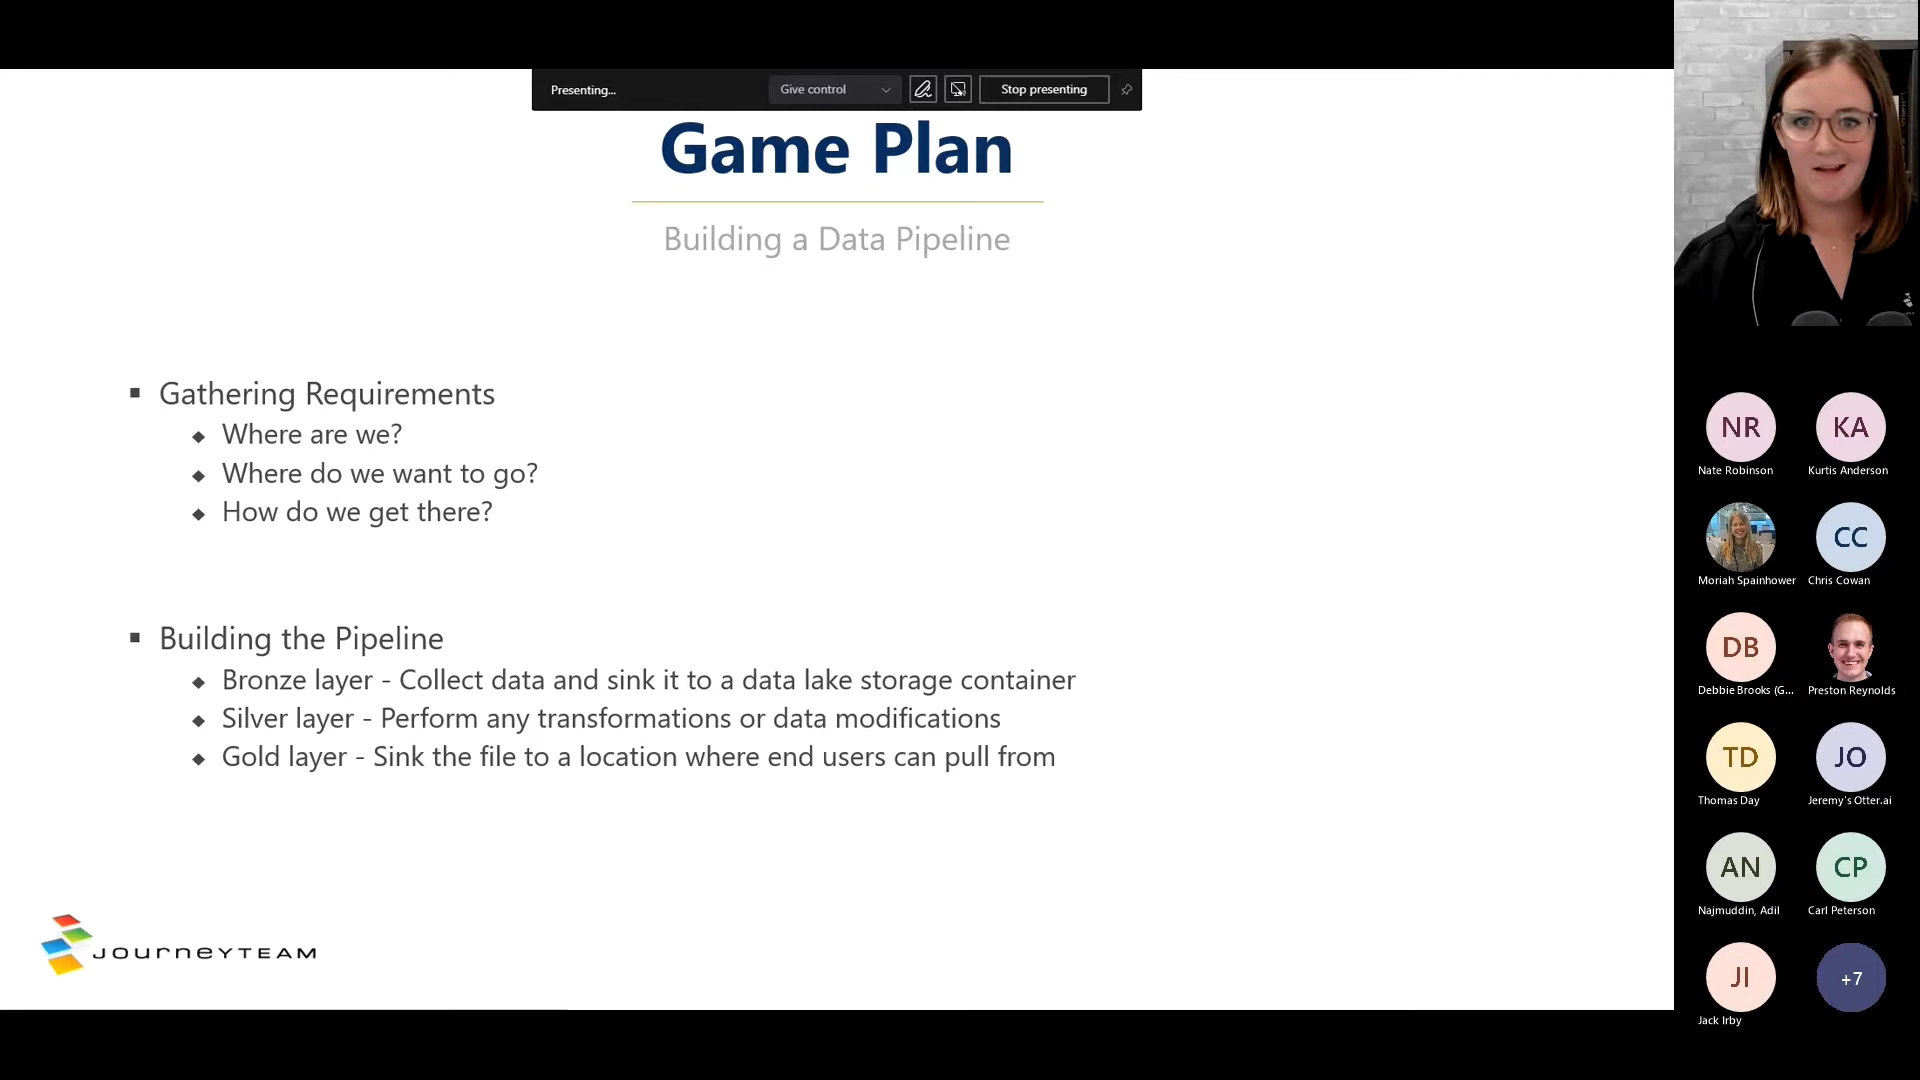 Presenting...
Give control
Stop presenting
Game Plan
Building a Data Pipeline
Gathering Requirements
Where are we?
Where do we want to go?
How do we get there?
Building the Pipeline
Bronze layer - Collect data and sink it to a data lake storage container
Silver layer - Perform any transformations or data modifications
Gold layer - Sink the file to a location where end users can pull from
JOURNEYTEAM
NR KA
Nate Robinson Kurtis Anderson
CC
Moriah Spainhower Chris Cowan
DB
Debbie Brooks (G... Preston Reynolds
TD JO
Thomas Day Jeremy's Otter.ai
AN CP
Najmuddin, Adil Carl Peterson
JI +7
Jack Irby